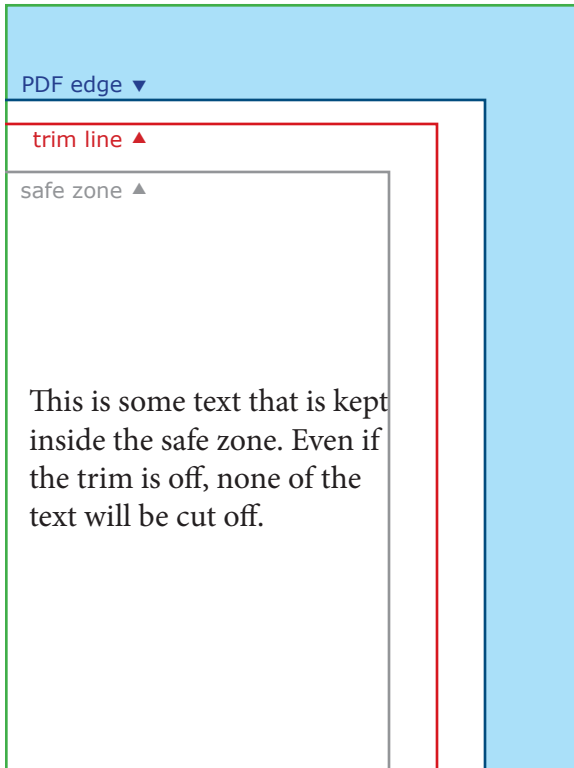 PDF edge ▼
trim line ▲
safe zone ▲
This is some text that is kept
inside the safe zone. Even if
the trim is off, none of the
text will be cut off.